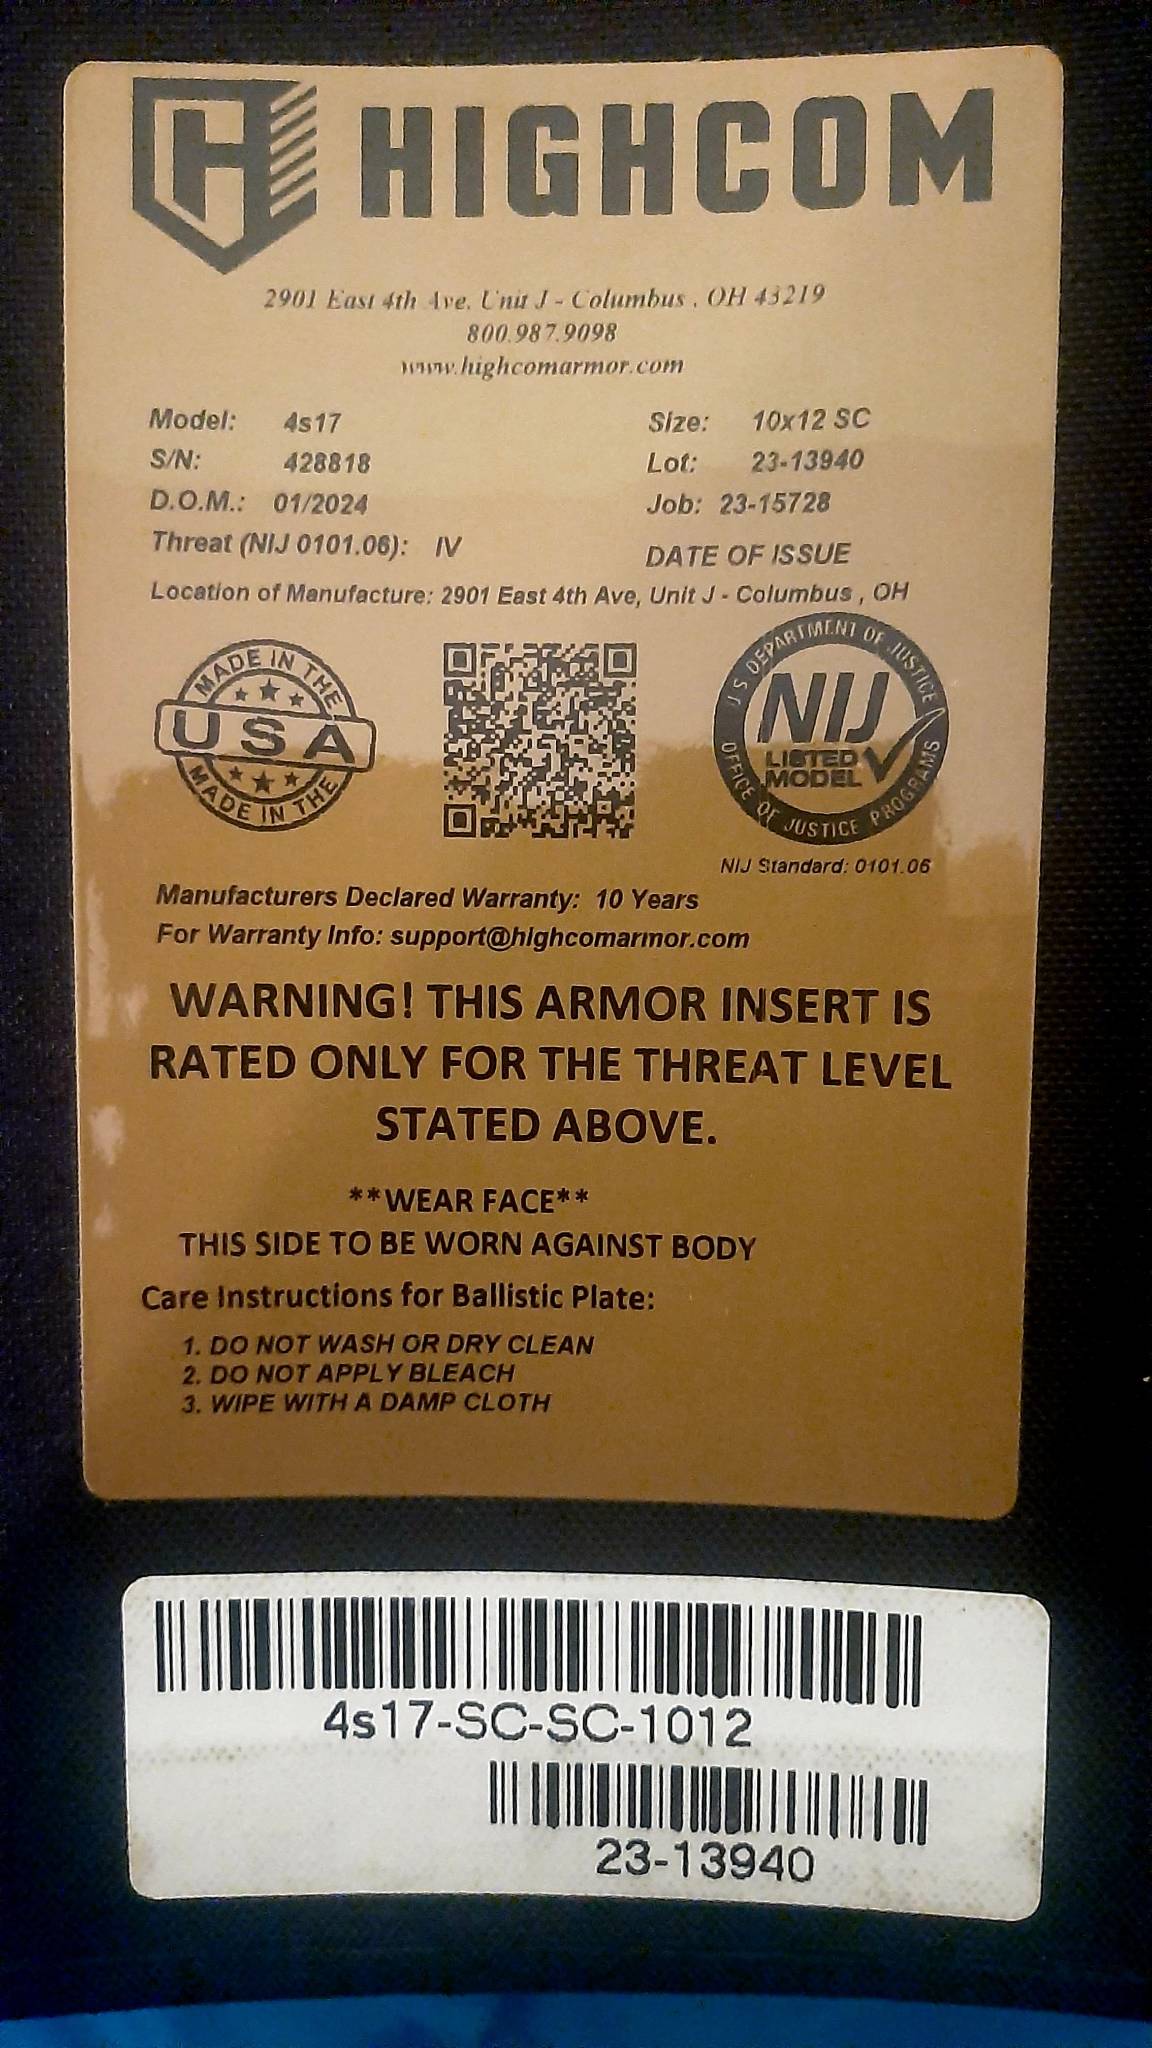 HIGHCOM
2901 East 4th Ave. Unit J - Columbus , OH 43219
800.987.9098
www.highcomarmor.com
Model: 4s17 Size: 10x12 SC
S/N: 428818 Lot: 23-13940
D.O.M.: 01/2024 Job: 23-15728
Threat (NIJ 0101.06): IV DATE OF ISSUE
Location of Manufacture: 2901 East 4th Ave, Unit J - Columbus , OH
MADE IN THE
USA
MADE IN THE
U.S. DEPARTMENT OF JUSTICE
NIJ
LISTED
MODEL
OFFICE OF JUSTICE PROGRAMS
NIJ Standard: 0101.06
Manufacturers Declared Warranty: 10 Years
For Warranty Info: support@highcomarmor.com
WARNING! THIS ARMOR INSERT IS
RATED ONLY FOR THE THREAT LEVEL
STATED ABOVE.
**WEAR FACE**
THIS SIDE TO BE WORN AGAINST BODY
Care Instructions for Ballistic Plate:
1. DO NOT WASH OR DRY CLEAN
2. DO NOT APPLY BLEACH
3. WIPE WITH A DAMP CLOTH
4s17-SC-SC-1012
23-13940